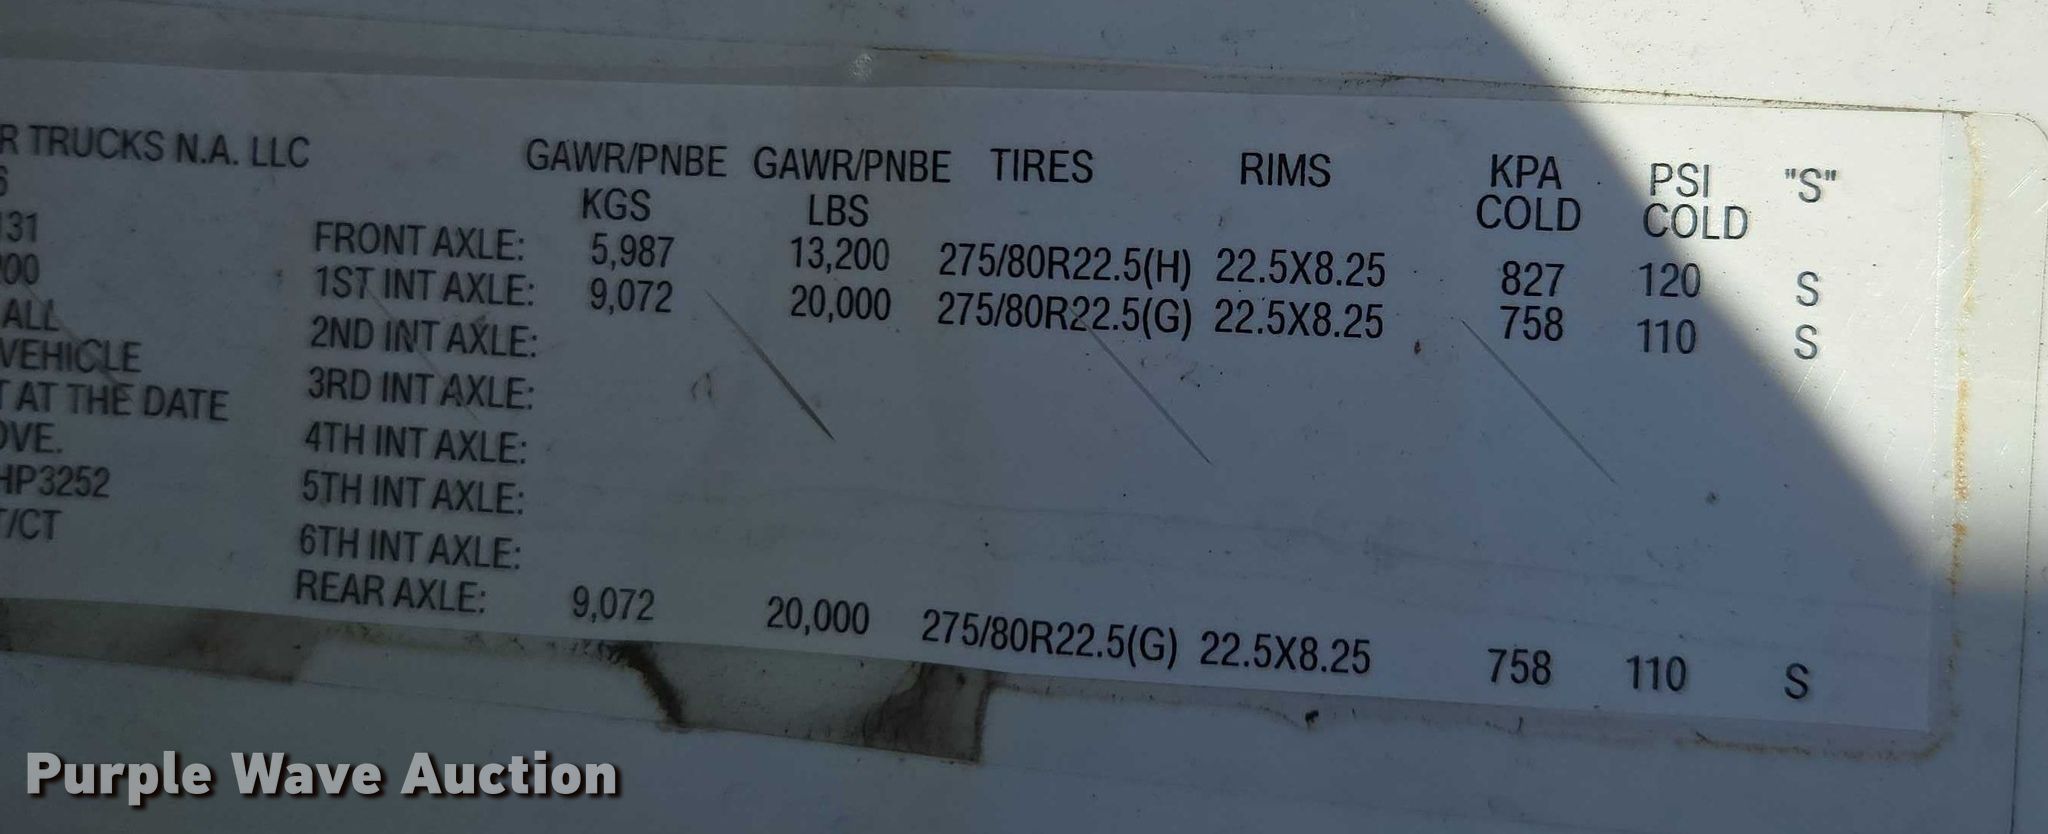 R TRUCKS N.A. LLC
6
131
200
ALL
VEHICLE
T AT THE DATE
OVE.
HP3252
T/CT
GAWR/PNBE GAWR/PNBE TIRES RIMS KPA PSI "S"
KGS LBS COLD COLD
FRONT AXLE: 5,987 13,200 275/80R22.5(H) 22.5X8.25 827 120 S
1ST INT AXLE: 9,072 20,000 275/80R22.5(G) 22.5X8.25 758 110 S
2ND INT AXLE:
3RD INT AXLE:
4TH INT AXLE:
5TH INT AXLE:
6TH INT AXLE:
REAR AXLE: 9,072 20,000 275/80R22.5(G) 22.5X8.25 758 110 S
Purple Wave Auction